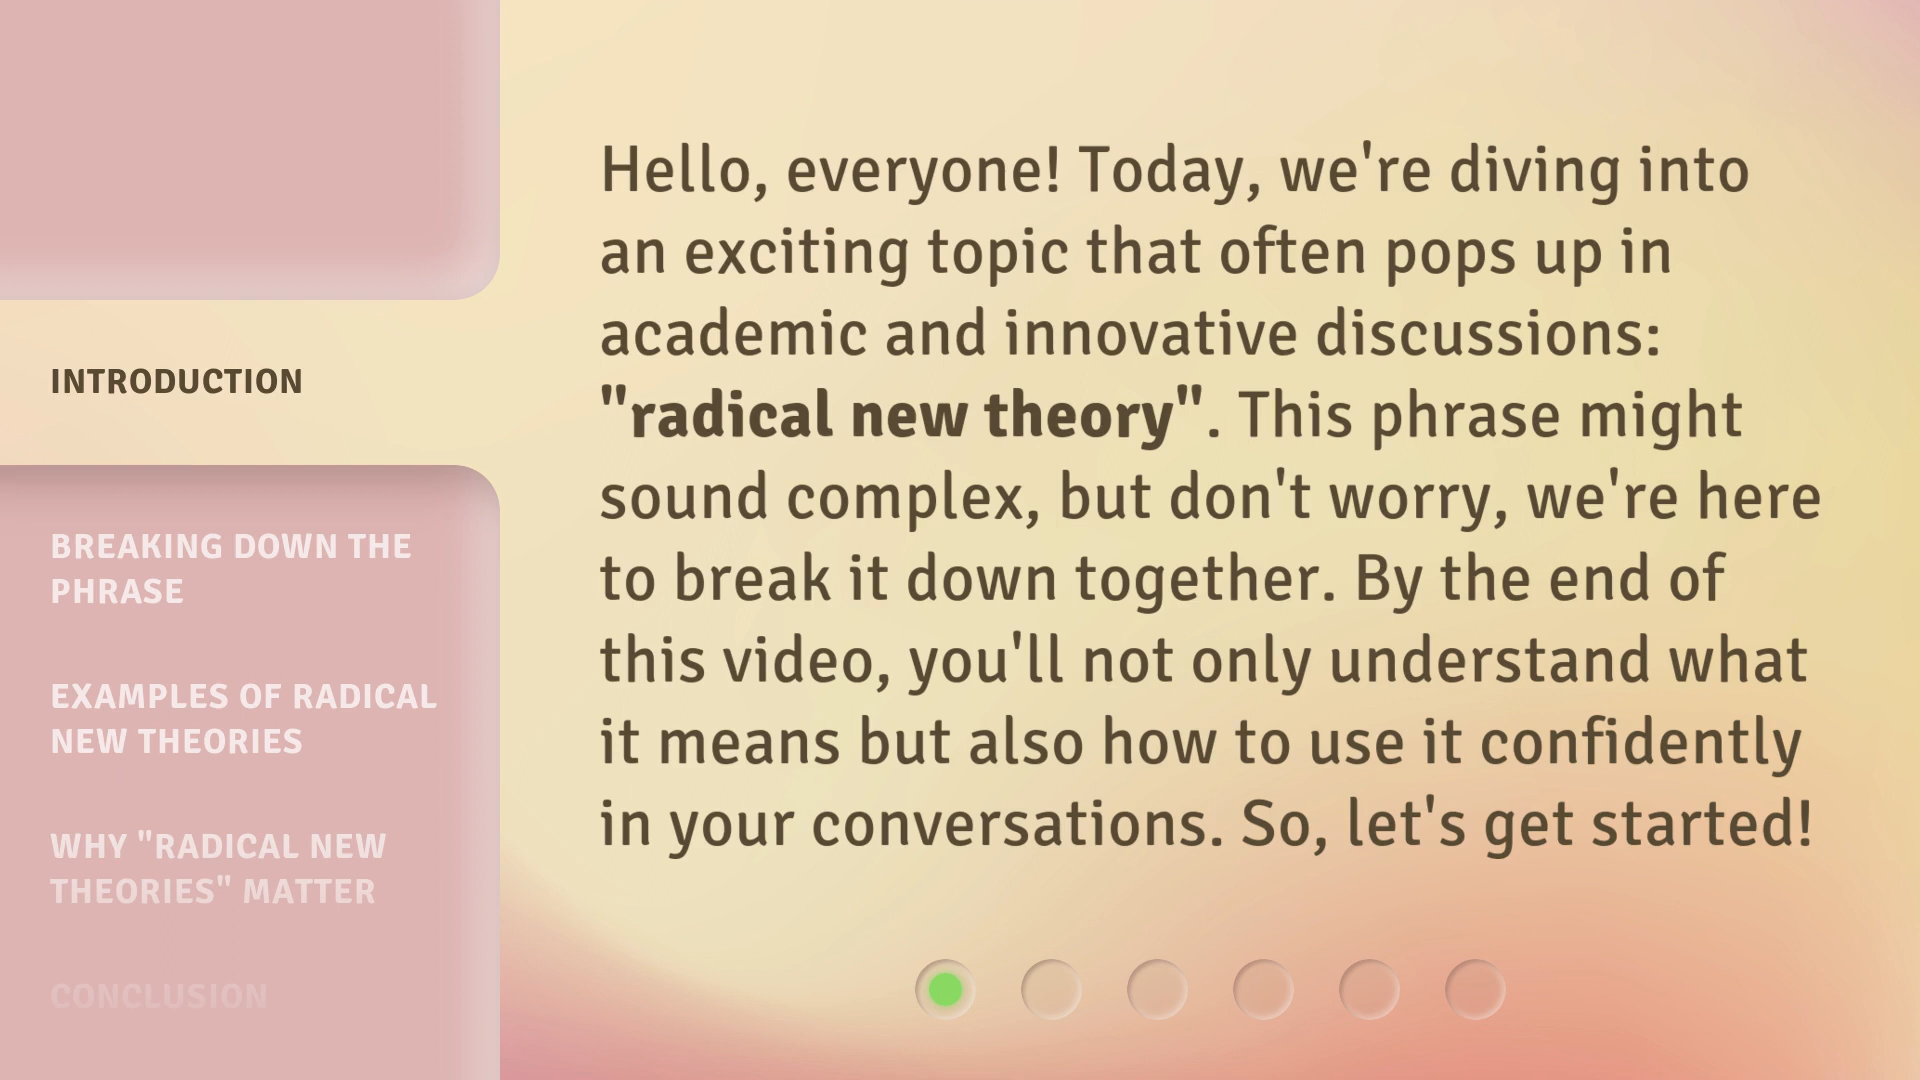 INTRODUCTION
BREAKING DOWN THE
PHRASE
EXAMPLES OF RADICAL
NEW THEORIES
WHY "RADICAL NEW
THEORIES" MATTER
CONCLUSION
Hello, everyone! Today, we're diving into
an exciting topic that often pops up in
academic and innovative discussions:
"radical new theory". This phrase might
sound complex, but don't worry, we're here
to break it down together. By the end of
this video, you'll not only understand what
it means but also how to use it confidently
in your conversations. So, let's get started!